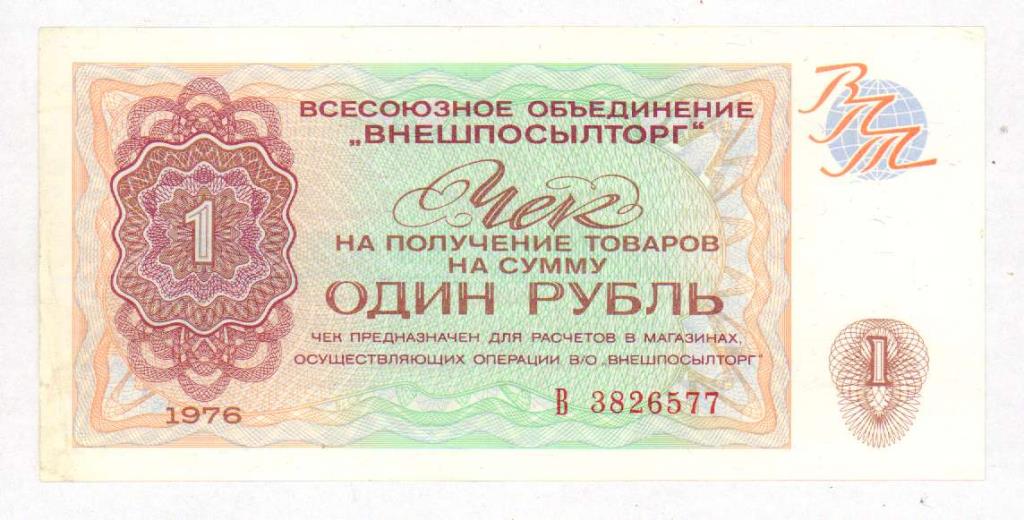 ВСЕСОЮЗНОЕ ОБЪЕДИНЕНИЕ
„ВНЕШПОСЫЛТОРГ"
ВПТ
Чек
НА ПОЛУЧЕНИЕ ТОВАРОВ
НА СУММУ
ОДИН РУБЛЬ
ЧЕК ПРЕДНАЗНАЧЕН ДЛЯ РАСЧЕТОВ В МАГАЗИНАХ,
ОСУЩЕСТВЛЯЮЩИХ ОПЕРАЦИИ В/О „ВНЕШПОСЫЛТОРГ"
1
1
1976
В 3826577